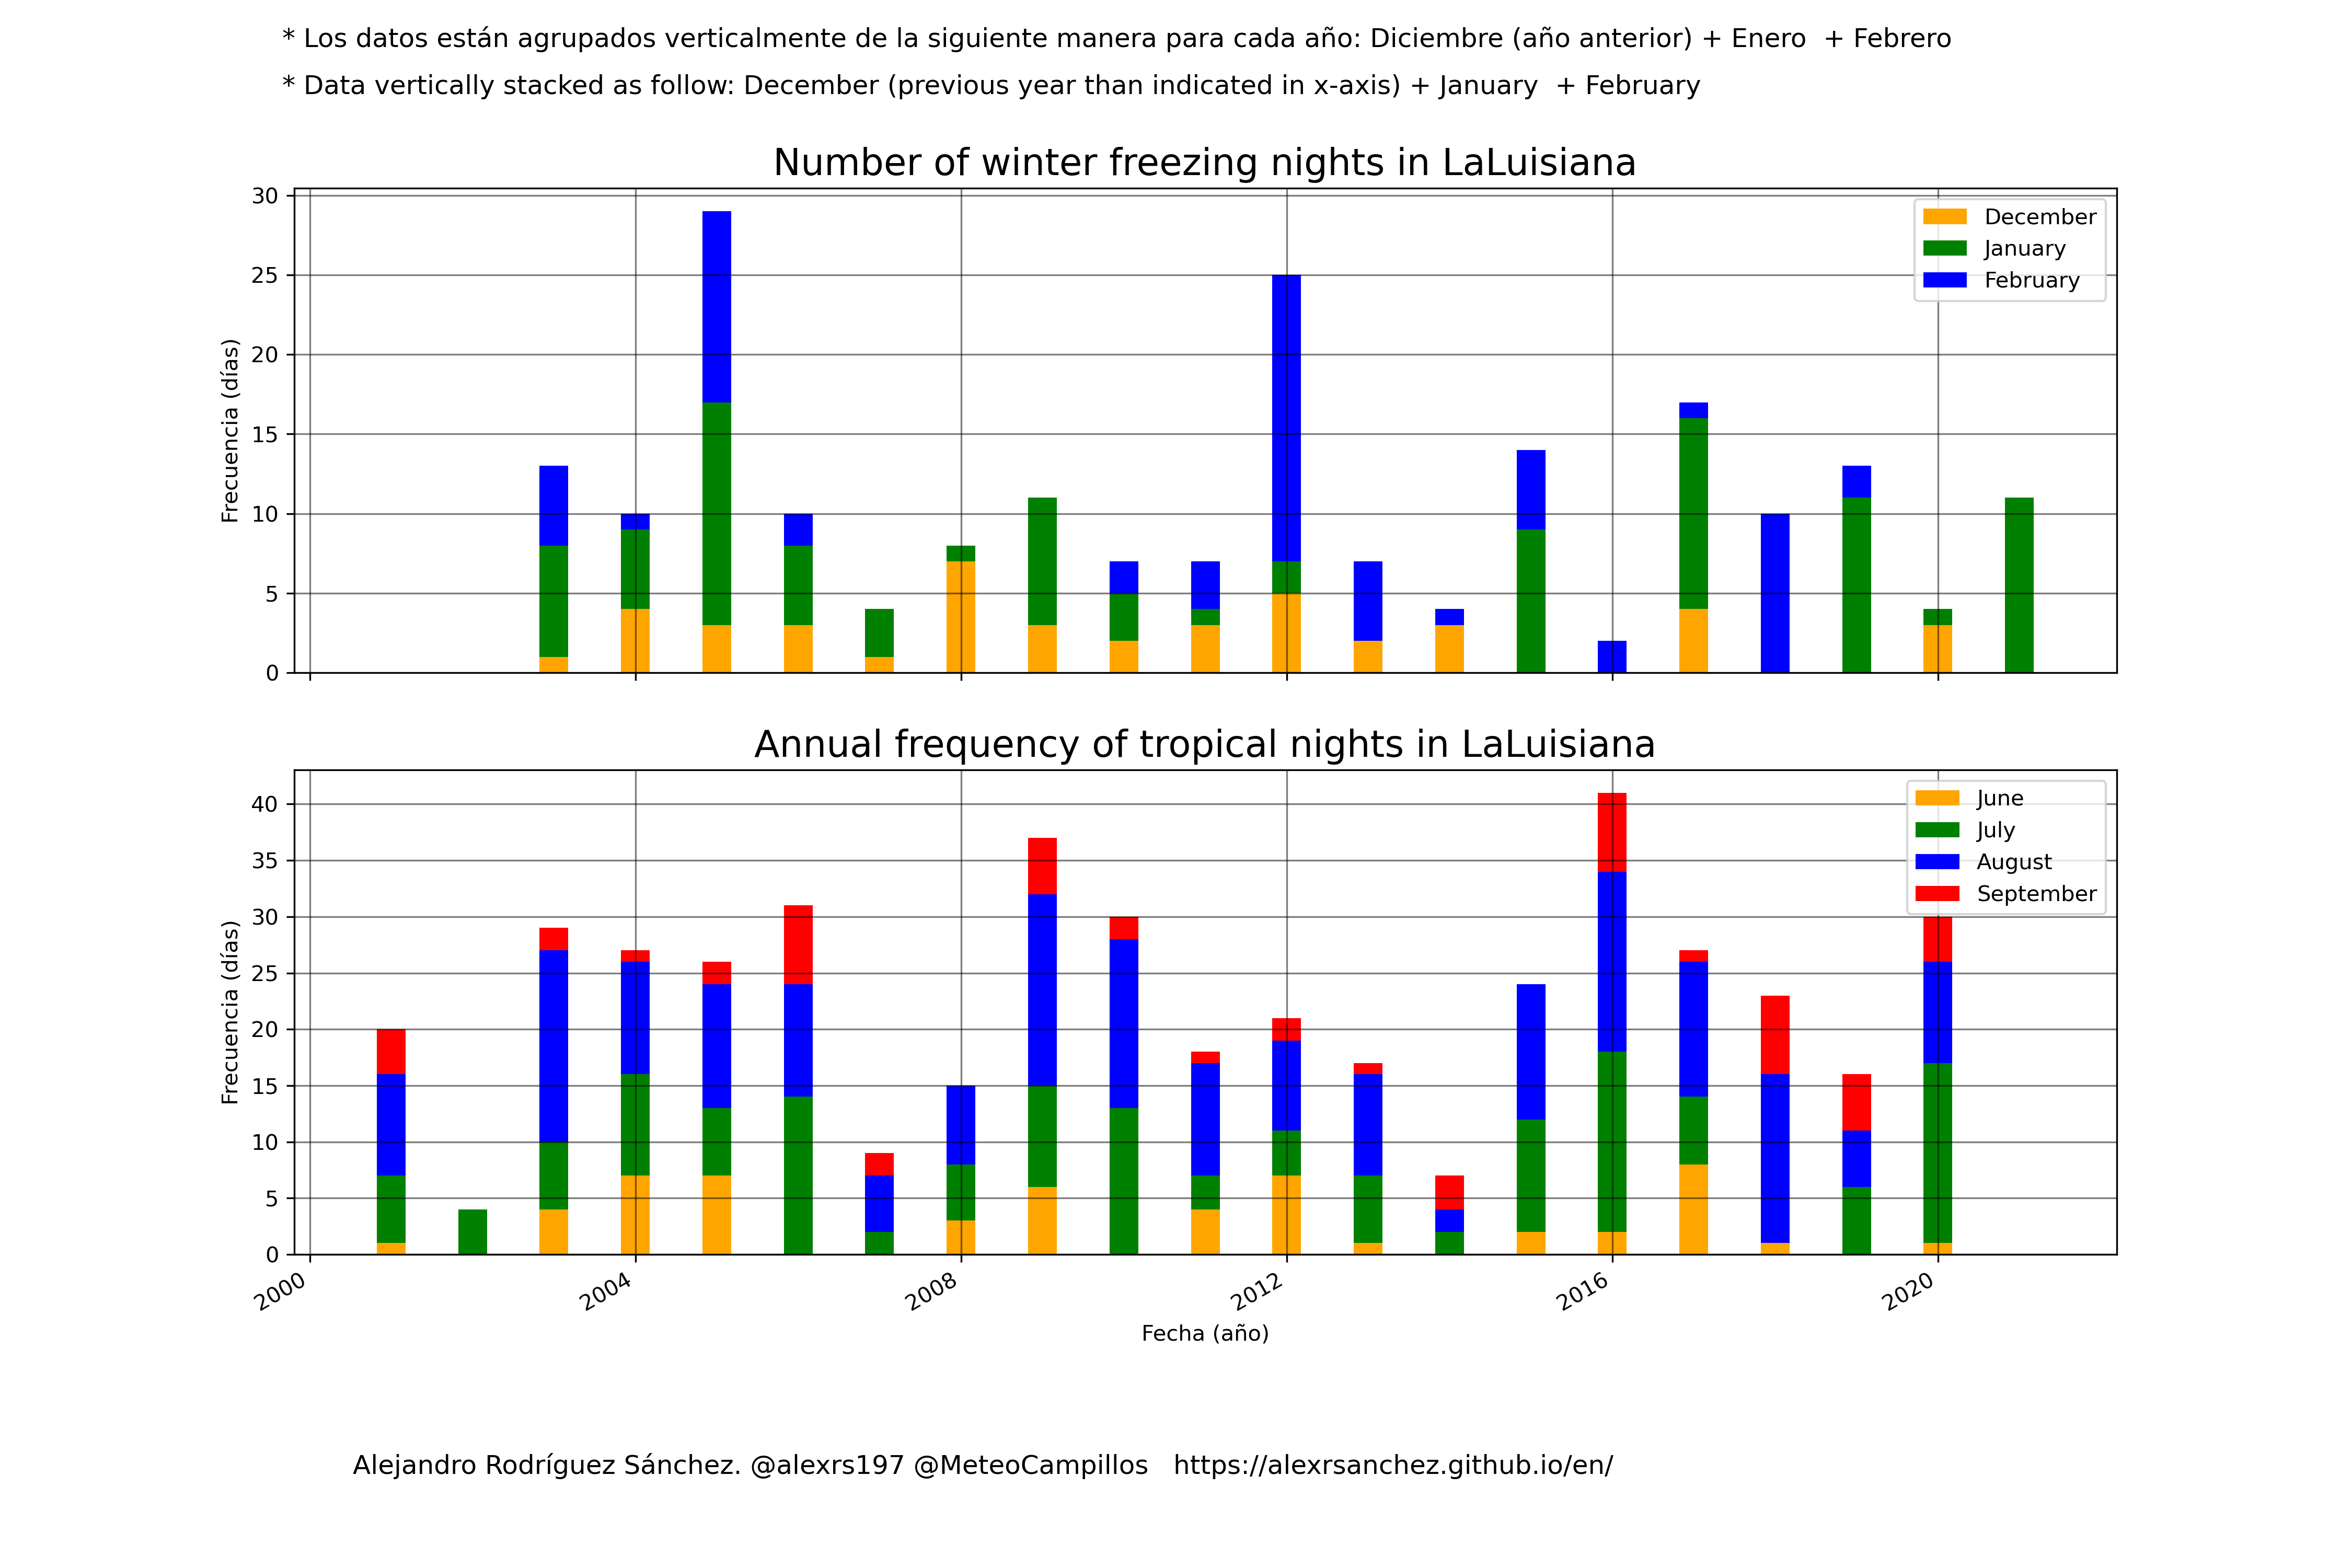 * Los datos están agrupados verticalmente de la siguiente manera para cada año: Diciembre (año anterior) + Enero  + Febrero
* Data vertically stacked as follow: December (previous year than indicated in x-axis) + January  + February
Number of winter freezing nights in LaLuisiana
30
25
20
15
10
5
0
Frecuencia (días)
December
January
February
Annual frequency of tropical nights in LaLuisiana
40
35
30
25
20
15
10
5
0
Frecuencia (días)
June
July
August
September
2000
2004
2008
2012
2016
2020
Fecha (año)
Alejandro Rodríguez Sánchez. @alexrs197 @MeteoCampillos   https://alexrsanchez.github.io/en/